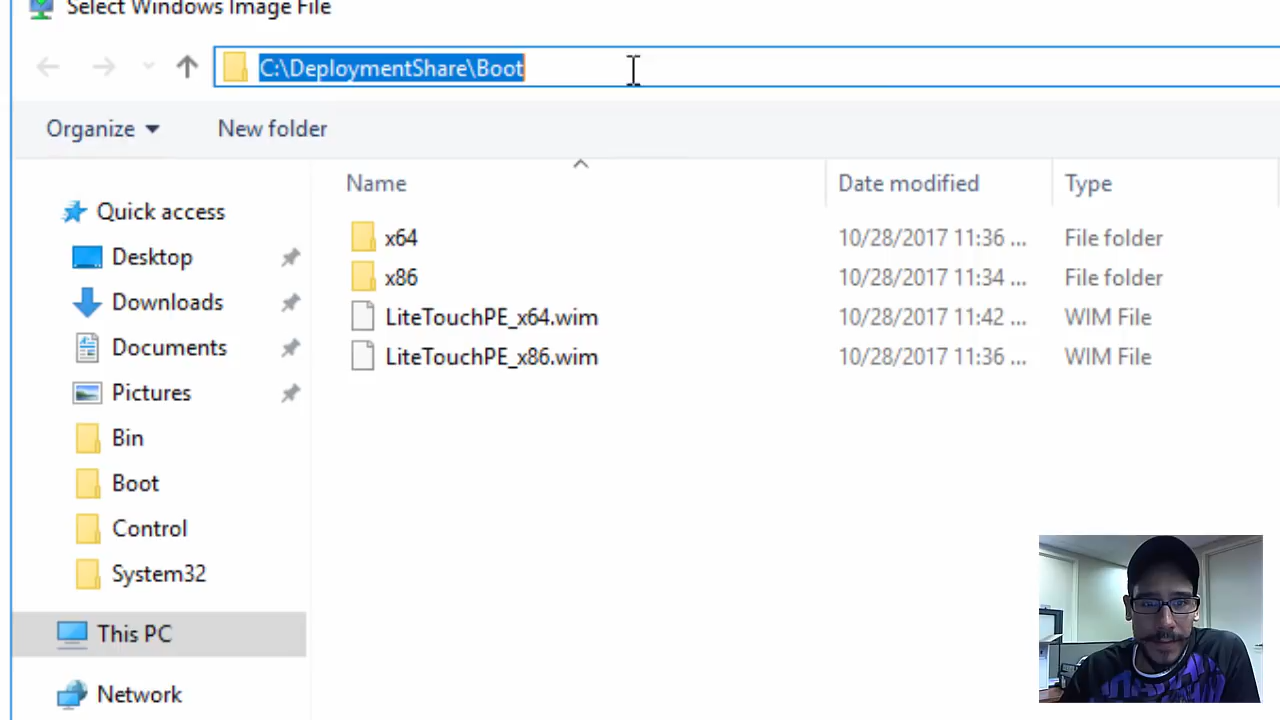 Select Windows Image File
C:\DeploymentShare\Boot
Organize New folder
Name Date modified Type
Quick access
Desktop
Downloads
Documents
Pictures
Bin
Boot
Control
System32
This PC
Network
x64 10/28/2017 11:36 ... File folder
x86 10/28/2017 11:34 ... File folder
LiteTouchPE_x64.wim 10/28/2017 11:42 ... WIM File
LiteTouchPE_x86.wim 10/28/2017 11:36 ... WIM File